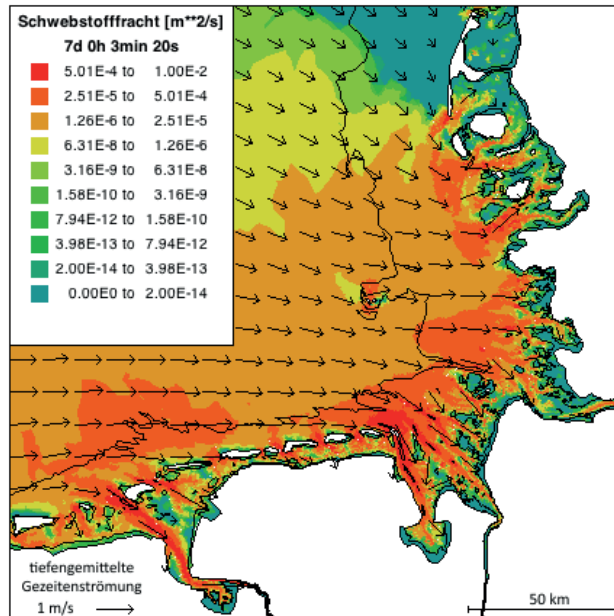 Schwebstofffracht [m**2/s]
7d 0h 3min 20s
5.01E-4 to 1.00E-2
2.51E-5 to 5.01E-4
1.26E-6 to 2.51E-5
6.31E-8 to 1.26E-6
3.16E-9 to 6.31E-8
1.58E-10 to 3.16E-9
7.94E-12 to 1.58E-10
3.98E-13 to 7.94E-12
2.00E-14 to 3.98E-13
0.00E0 to 2.00E-14
tiefengemittelte
Gezeitenströmung
1 m/s
50 km